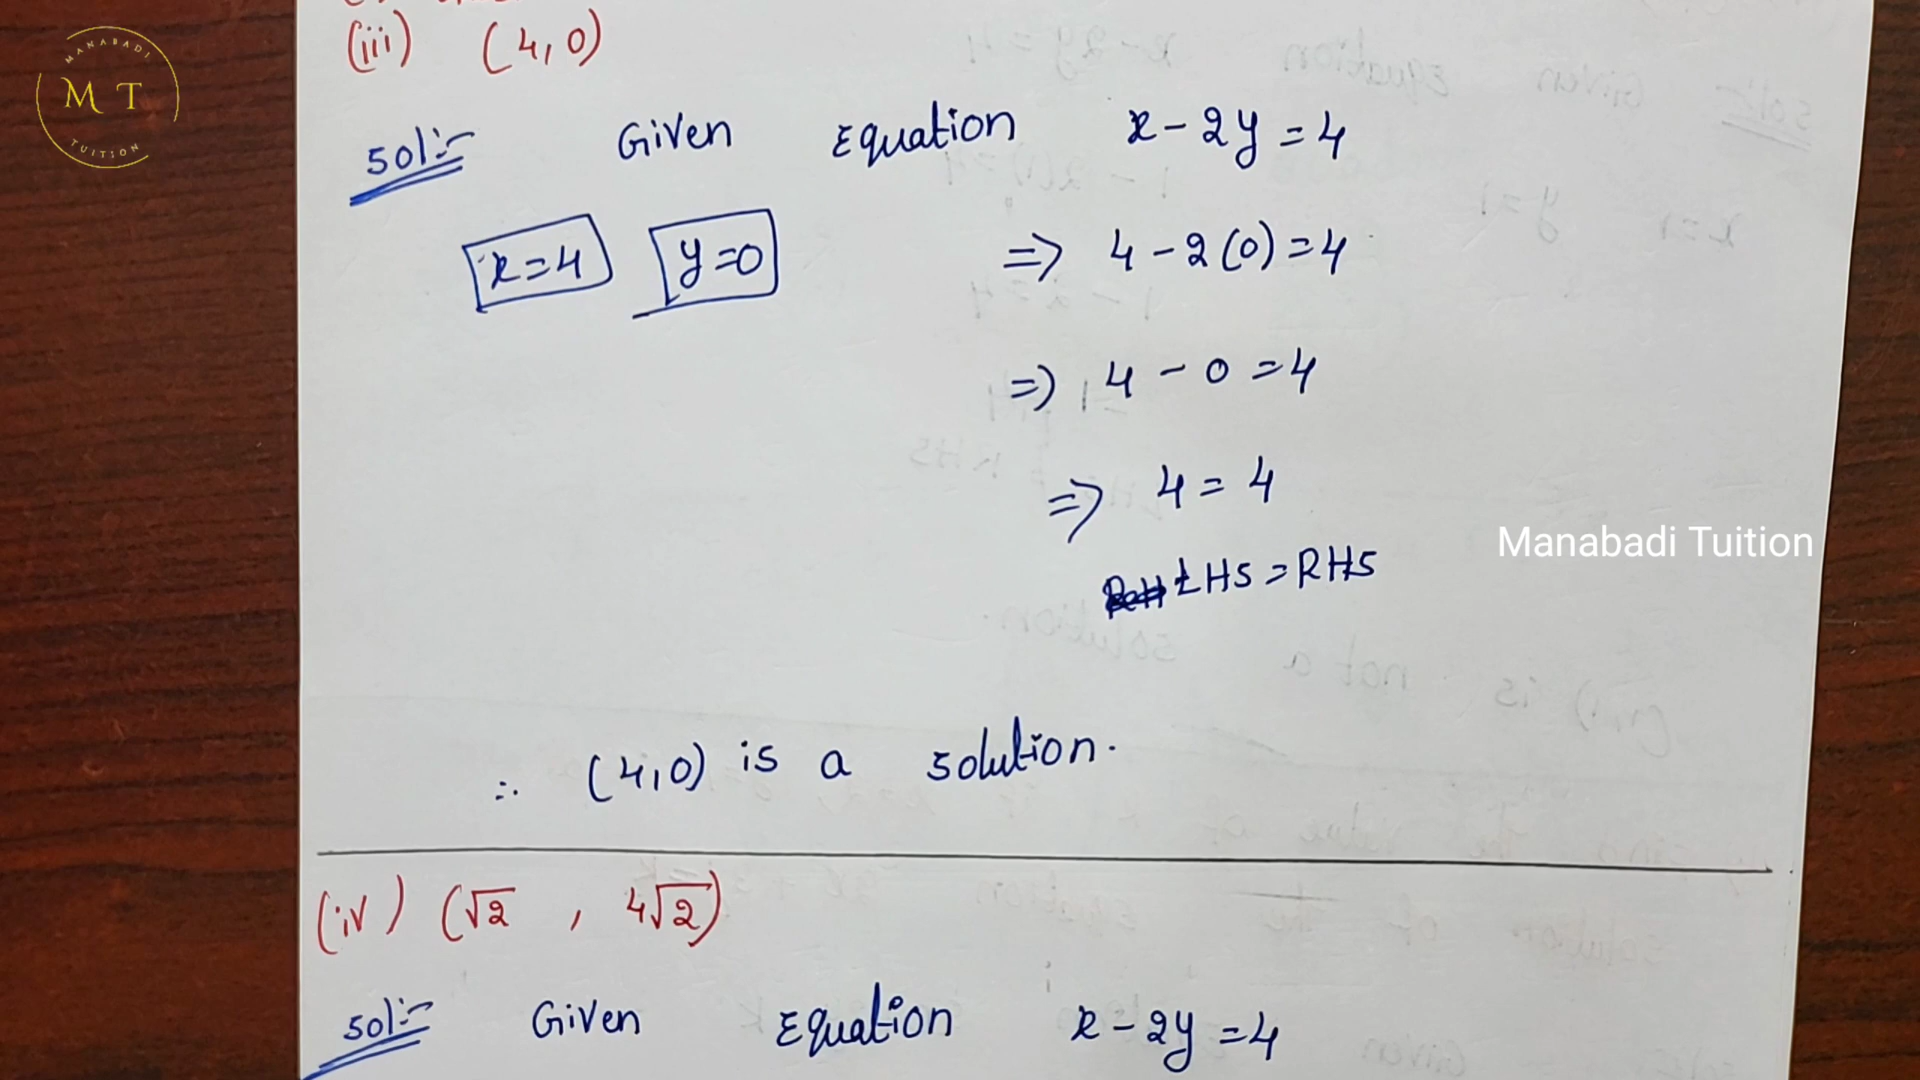 MANABADI
M T
TUITION
(iii) (4,0)
Sol:- Given Equation x-2y=4
x=4 y=0 => 4-2(0)=4
=> 4-0=4
=> 4=4
LHS=RHS
Manabadi Tuition
∴ (4,0) is a solution.
(iv) (√2 , 4√2)
Sol:- Given Equation x-2y=4